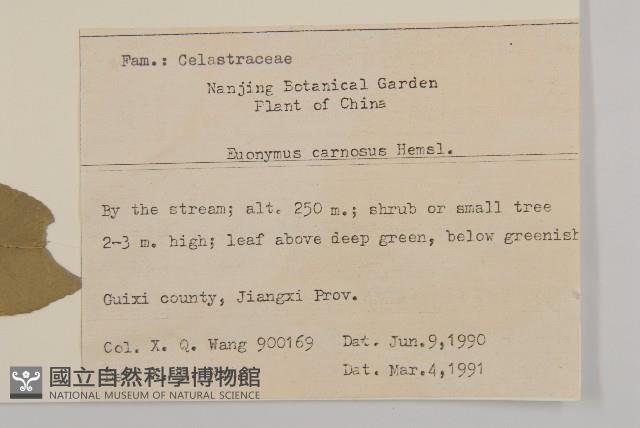 Fam.: Celastraceae
Nanjing Botanical Garden
Plant of China
Euonymus carnosus Hemsl.
By the stream; alt. 250 m.; shrub or small tree
2-3 m. high; leaf above deep green, below greenish
Guixi county, Jiangxi Prov.
Col. X. Q. Wang 900169 Dat. Jun.9,1990
Dat. Mar.4,1991
國立自然科學博物館
NATIONAL MUSEUM OF NATURAL SCIENCE